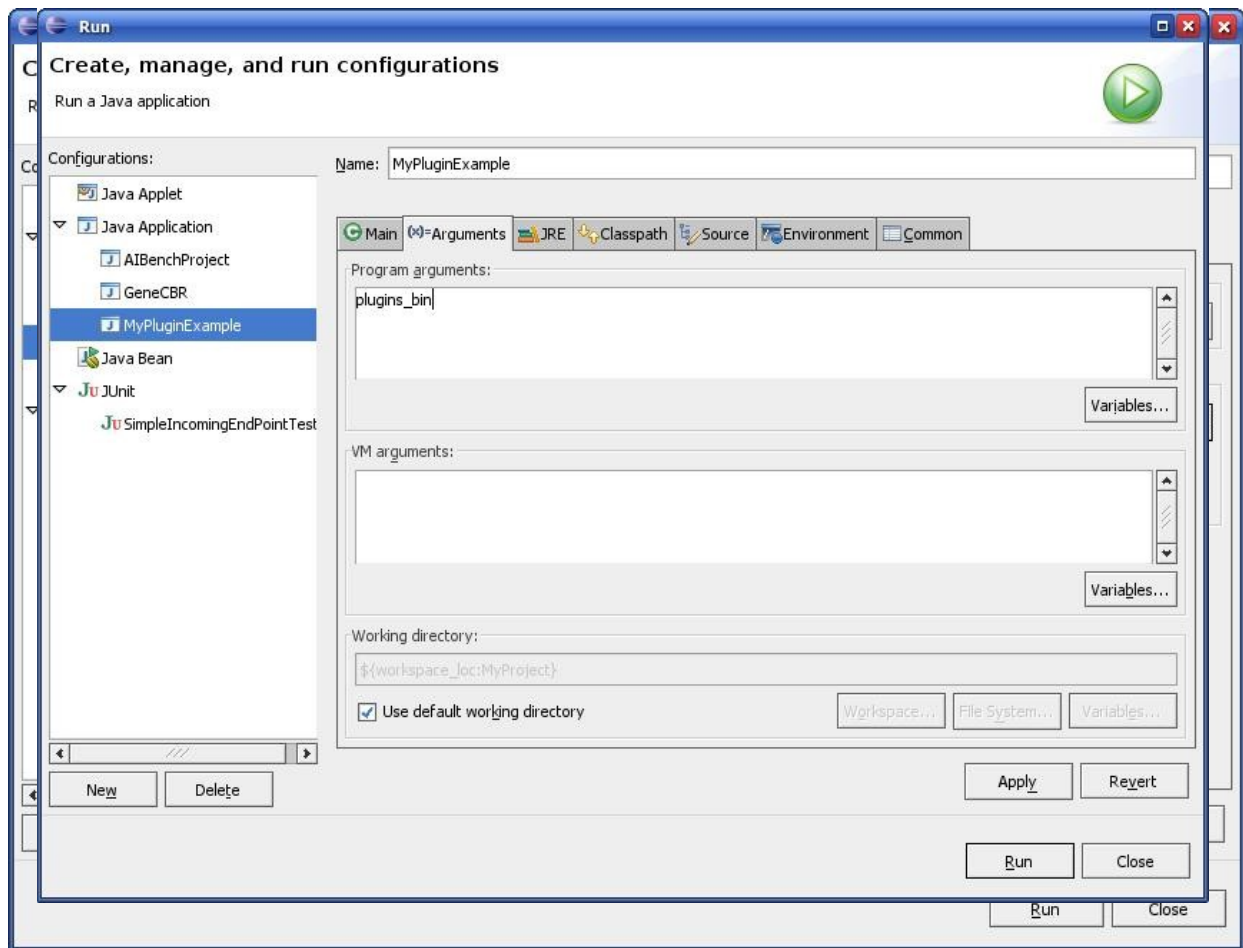 Run
Create, manage, and run configurations
Run a Java application
Configurations:
Java Applet
Java Application
AIBenchProject
GeneCBR
MyPluginExample
Java Bean
JUnit
SimpleIncomingEndPointTest
New Delete
Name: MyPluginExample
Main (x)=Arguments JRE Classpath Source Environment Common
Program arguments:
plugins_bin
Variables...
VM arguments:
Variables...
Working directory:
${workspace_loc:MyProject}
Use default working directory
Workspace... File System... Variables...
Apply Revert
Run Close
Run Close